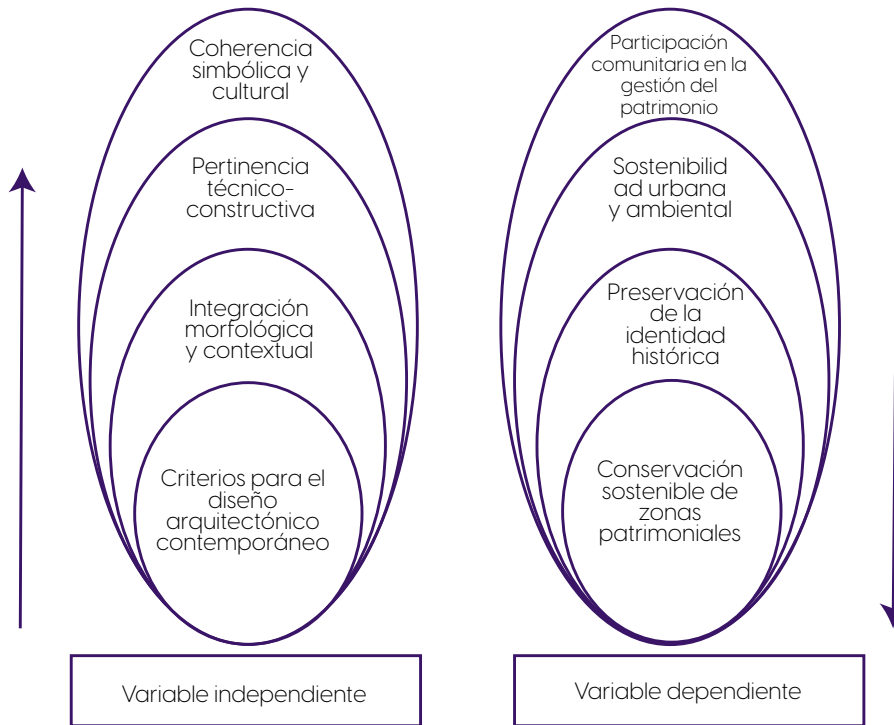 Coherencia
simbólica y
cultural
Pertinencia
técnico-
constructiva
Integración
morfológica
y contextual
Criterios para el
diseño
arquitectónico
contemporáneo
Variable independiente
Participación
comunitaria en la
gestión del
patrimonio
Sostenibilid
ad urbana
y ambiental
Preservación
de la
identidad
histórica
Conservación
sostenible de
zonas
patrimoniales
Variable dependiente